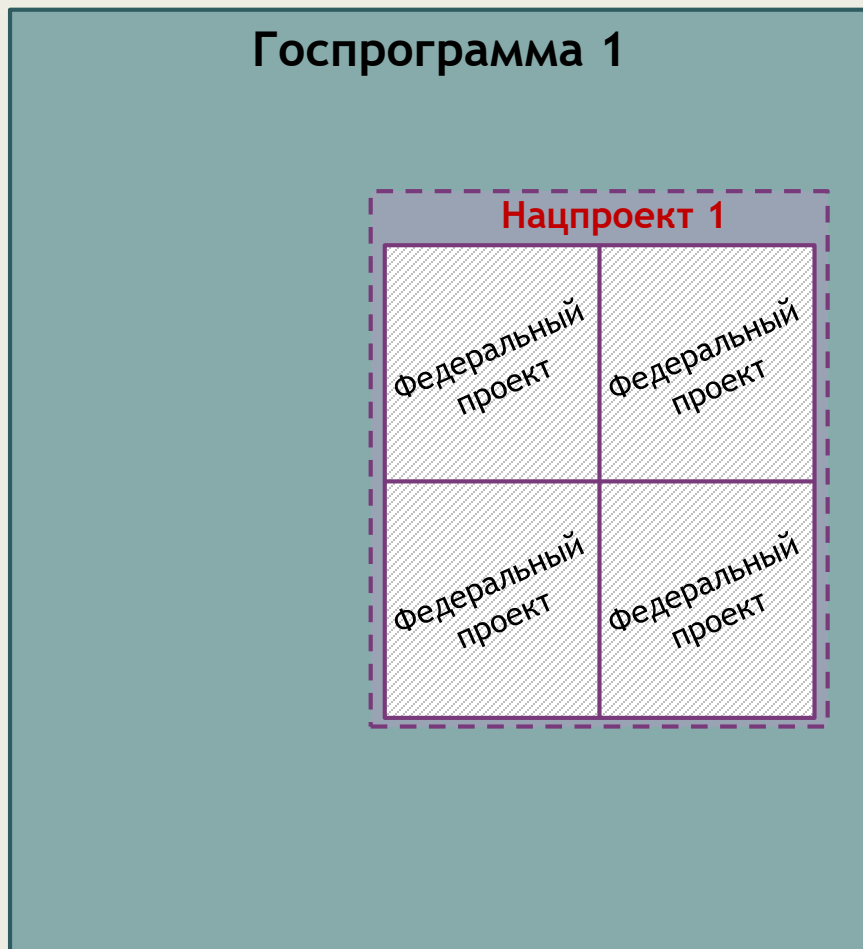 Госпрограмма 1
Нацпроект 1
Федеральный
проект
Федеральный
проект
Федеральный
проект
Федеральный
проект